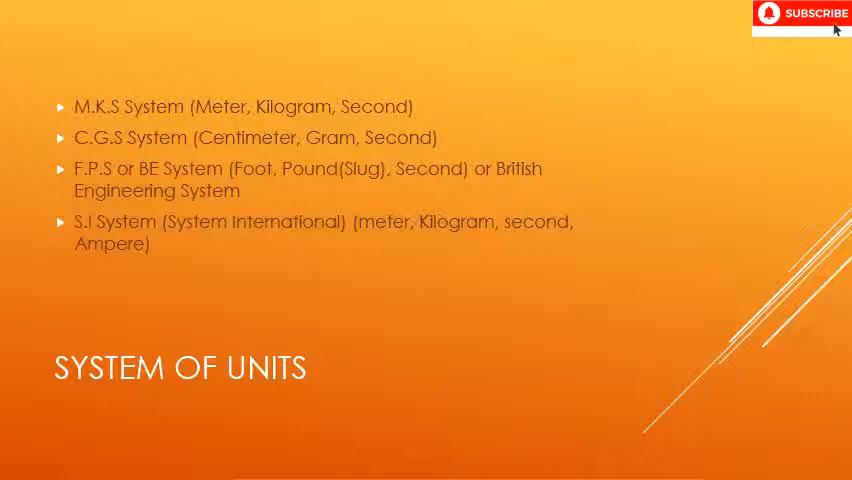 SUBSCRIBE
M.K.S System (Meter, Kilogram, Second)
C.G.S System (Centimeter, Gram, Second)
F.P.S or BE System (Foot, Pound(Slug), Second) or British
Engineering System
S.I System (System International) (meter, Kilogram, second,
Ampere)
SYSTEM OF UNITS